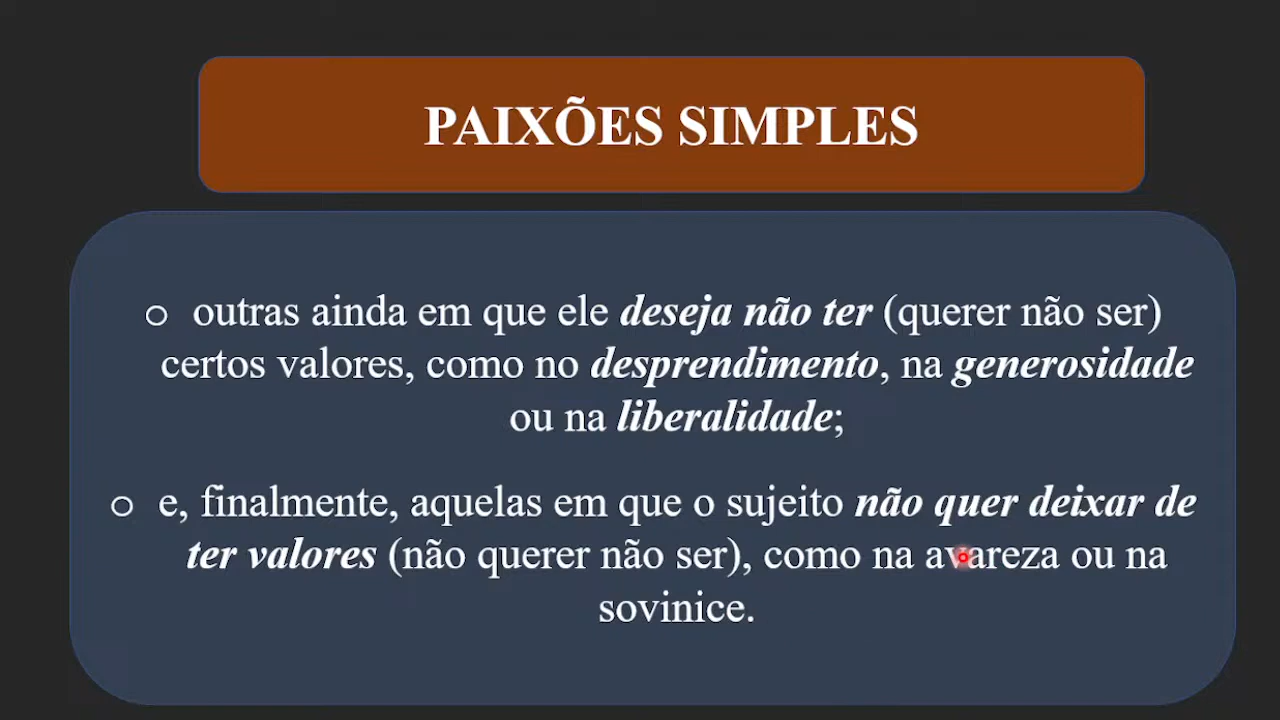 PAIXÕES SIMPLES
o outras ainda em que ele deseja não ter (querer não ser)
certos valores, como no desprendimento, na generosidade
ou na liberalidade;
o e, finalmente, aquelas em que o sujeito não quer deixar de
ter valores (não querer não ser), como na avareza ou na
sovinice.